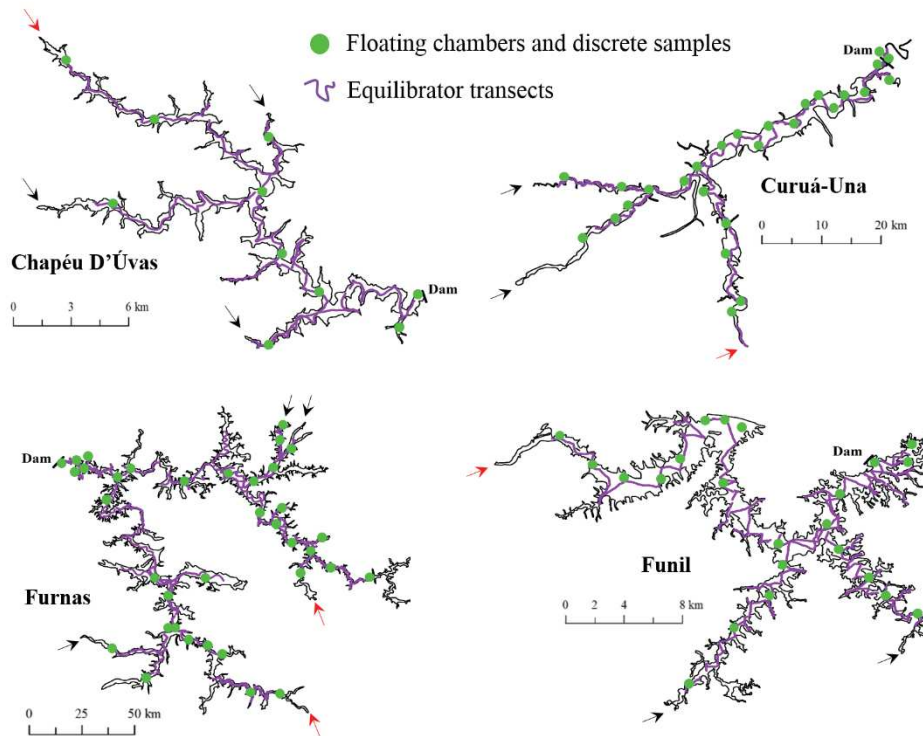 Floating chambers and discrete samples
Equilibrator transects
Chapéu D'Úvas
0 3 6 km
Dam
Dam
Curuá-Una
0 10 20 km
Dam
Furnas
0 25 50 km
Dam
Funil
0 2 4 8 km